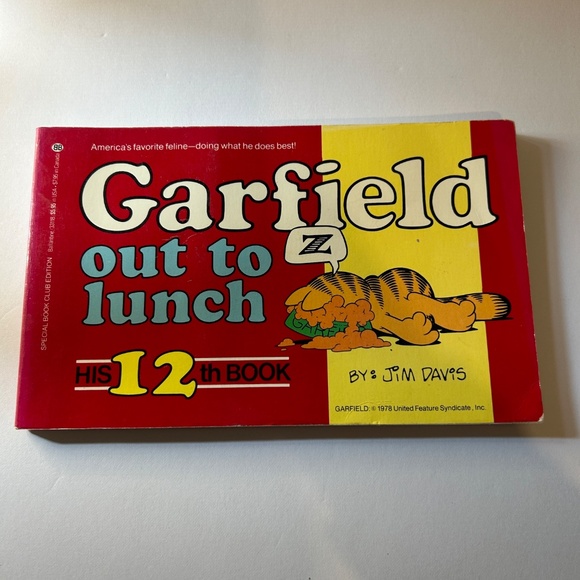 America's favorite feline—doing what he does best!
Garfield
out to
lunch
Z
HIS 12th BOOK
BY: JIM DAVIS
GARFIELD: © 1978 United Feature Syndicate, Inc.
SPECIAL BOOK CLUB EDITION
BB